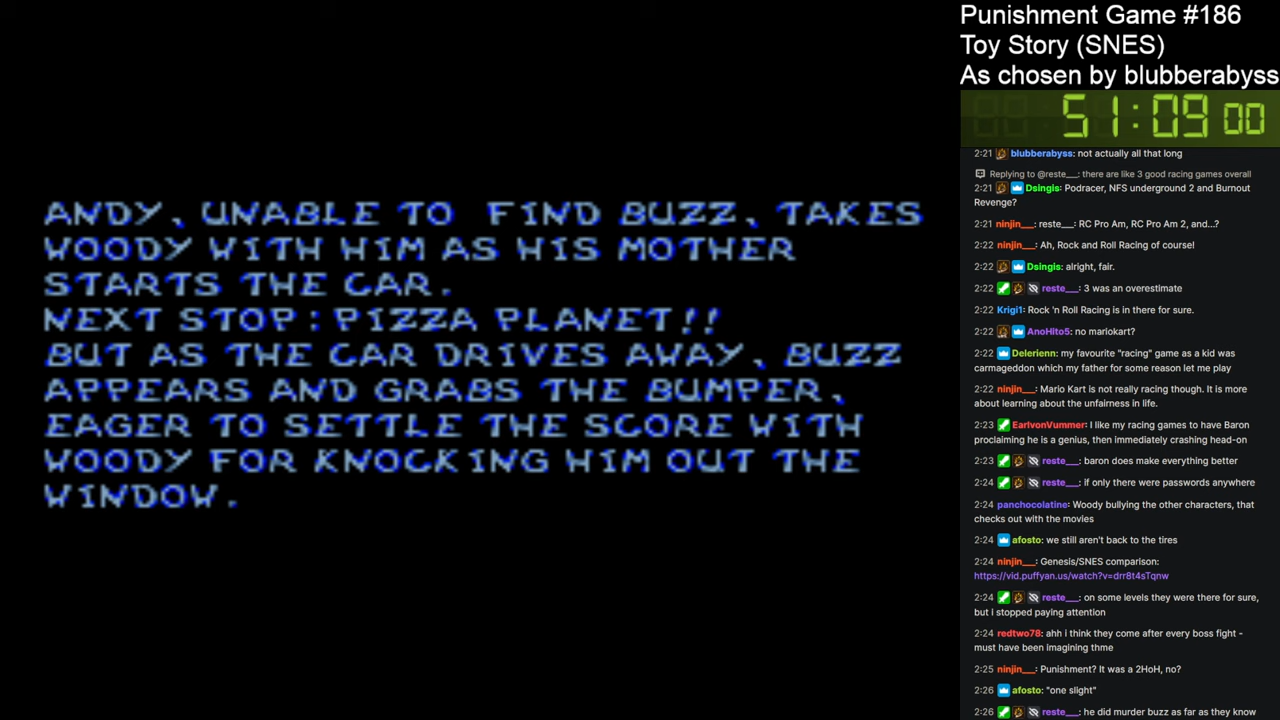 ANDY, UNABLE TO FIND BUZZ, TAKES
WOODY WITH HIM AS HIS MOTHER
STARTS THE CAR.
NEXT STOP: PIZZA PLANET!!
BUT AS THE CAR DRIVES AWAY, BUZZ
APPEARS AND GRABS THE BUMPER,
EAGER TO SETTLE THE SCORE WITH
WOODY FOR KNOCKING HIM OUT THE
WINDOW.
Punishment Game #186
Toy Story (SNES)
As chosen by blubberabyss
51:09 00
2:21 blubberabyss: not actually all that long
Replying to @reste___: there are like 3 good racing games overall
2:21 Dsingis: Podracer, NFS underground 2 and Burnout
Revenge?
2:21 ninjin___: reste___: RC Pro Am, RC Pro Am 2, and...?
2:22 ninjin___: Ah, Rock and Roll Racing of course!
2:22 Dsingis: alright, fair.
2:22 reste___: 3 was an overestimate
2:22 Krigi1: Rock 'n Roll Racing is in there for sure.
2:22 AnoHito5: no mariokart?
2:22 Delerienn: my favourite "racing" game as a kid was
carmageddon which my father for some reason let me play
2:22 ninjin___: Mario Kart is not really racing though. It is more
about learning about the unfairness in life.
2:23 EarlvonVummer: I like my racing games to have Baron
proclaiming he is a genius, then immediately crashing head-on
2:23 reste___: baron does make everything better
2:24 reste___: if only there were passwords anywhere
2:24 panchocolatine: Woody bullying the other characters, that
checks out with the movies
2:24 afosto: we still aren't back to the tires
2:24 ninjin___: Genesis/SNES comparison:
https://vid.puffyan.us/watch?v=drr8t4sTqnw
2:24 reste___: on some levels they were there for sure,
but i stopped paying attention
2:24 redtwo78: ahh i think they come after every boss fight -
must have been imagining thme
2:25 ninjin___: Punishment? It was a 2HoH, no?
2:26 afosto: "one slight"
2:26 reste___: he did murder buzz as far as they know